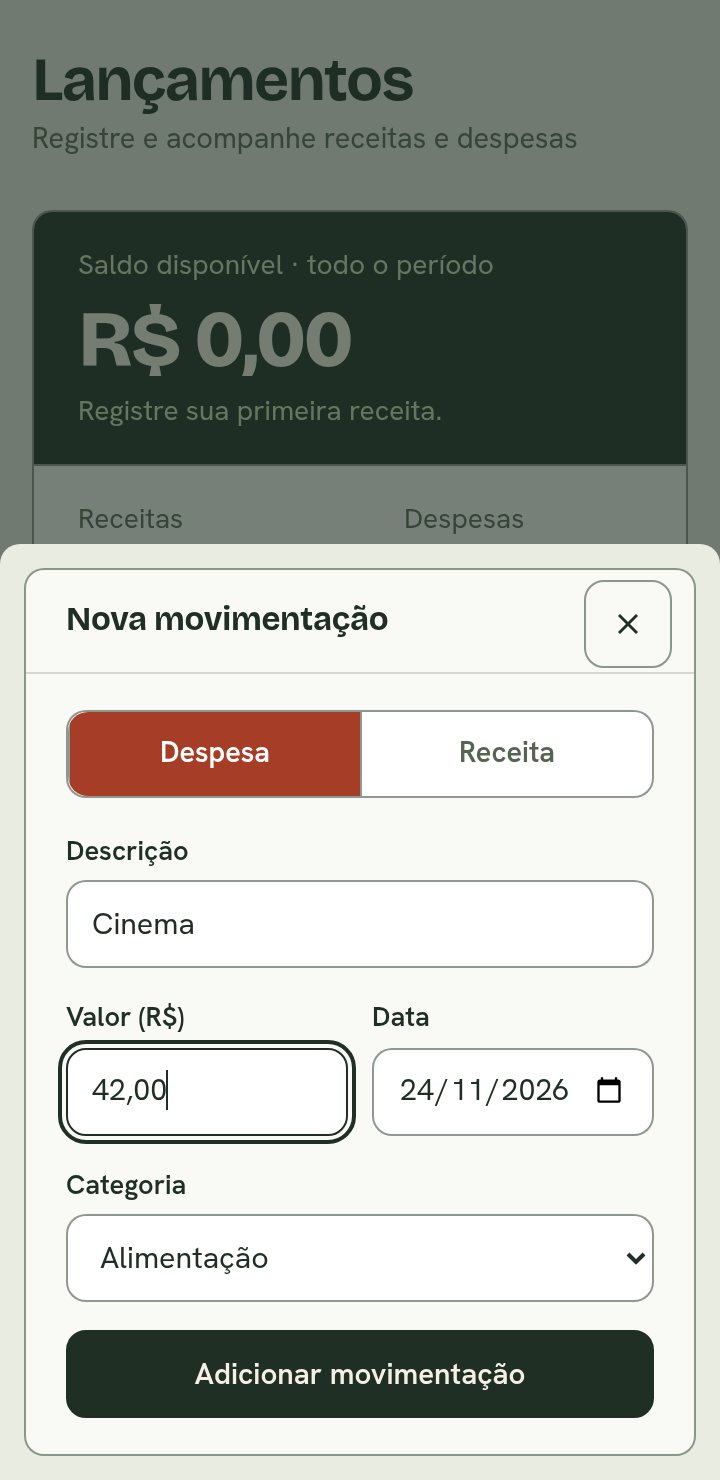 Lançamentos
Registre e acompanhe receitas e despesas
Saldo disponível · todo o período
R$ 0,00
Registre sua primeira receita.
Receitas Despesas
Nova movimentação
Despesa Receita
Descrição
Cinema
Valor (R$) Data
42,00 24/11/2026
Categoria
Alimentação
Adicionar movimentação